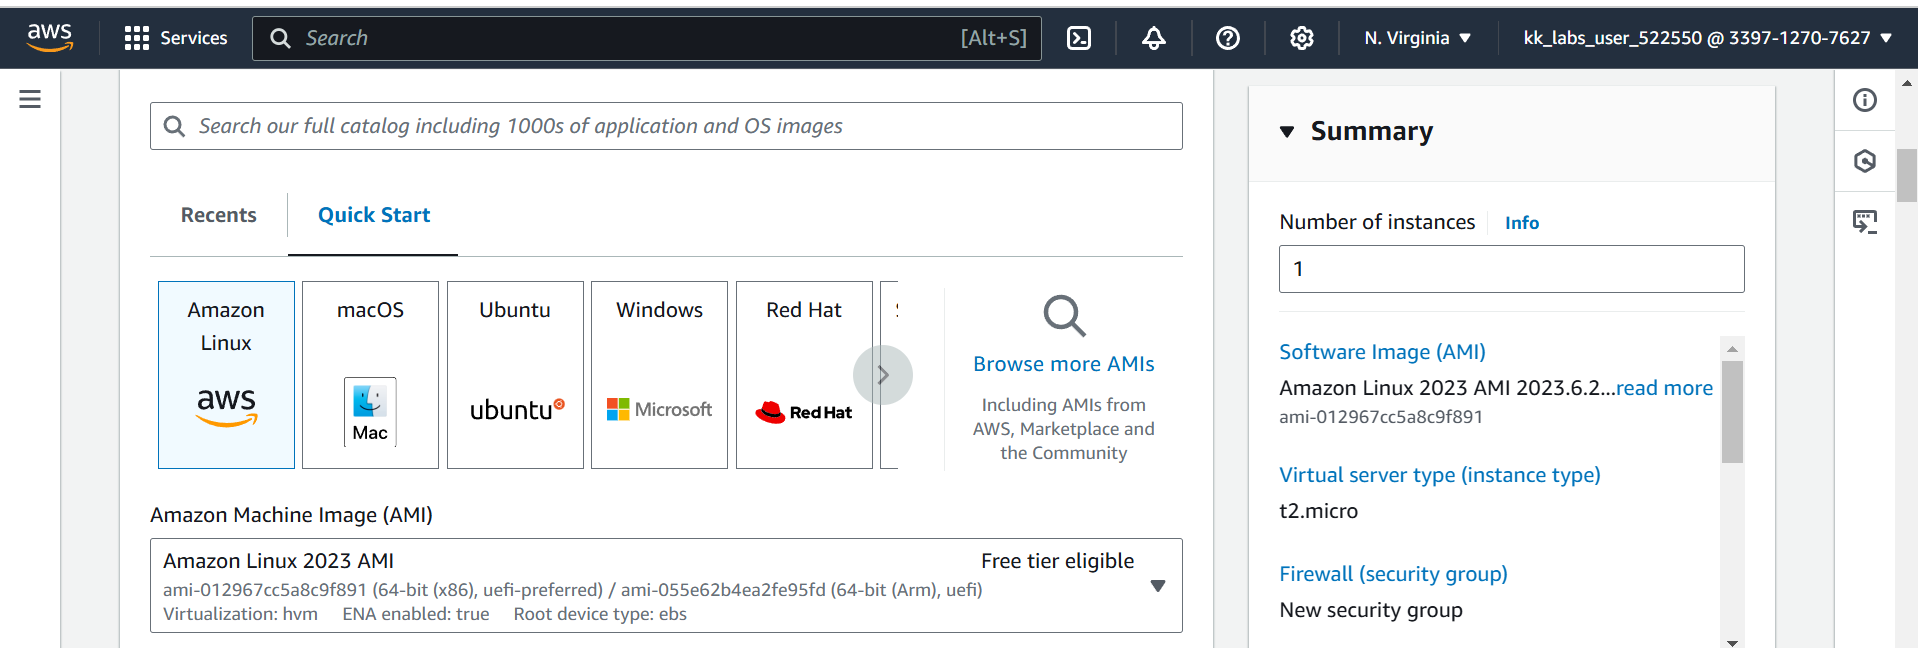 aws
Services
Search
[Alt+S]
N. Virginia
kk_labs_user_522550 @ 3397-1270-7627
Search our full catalog including 1000s of application and OS images
Recents
Quick Start
Amazon
Linux
aws
macOS
Mac
Ubuntu
ubuntu
Windows
Microsoft
Red Hat
Red Hat
Browse more AMIs
Including AMIs from
AWS, Marketplace and
the Community
Amazon Machine Image (AMI)
Amazon Linux 2023 AMI
Free tier eligible
ami-012967cc5a8c9f891 (64-bit (x86), uefi-preferred) / ami-055e62b4ea2fe95fd (64-bit (Arm), uefi)
Virtualization: hvm ENA enabled: true Root device type: ebs
Summary
Number of instances
Info
1
Software Image (AMI)
Amazon Linux 2023 AMI 2023.6.2...read more
ami-012967cc5a8c9f891
Virtual server type (instance type)
t2.micro
Firewall (security group)
New security group